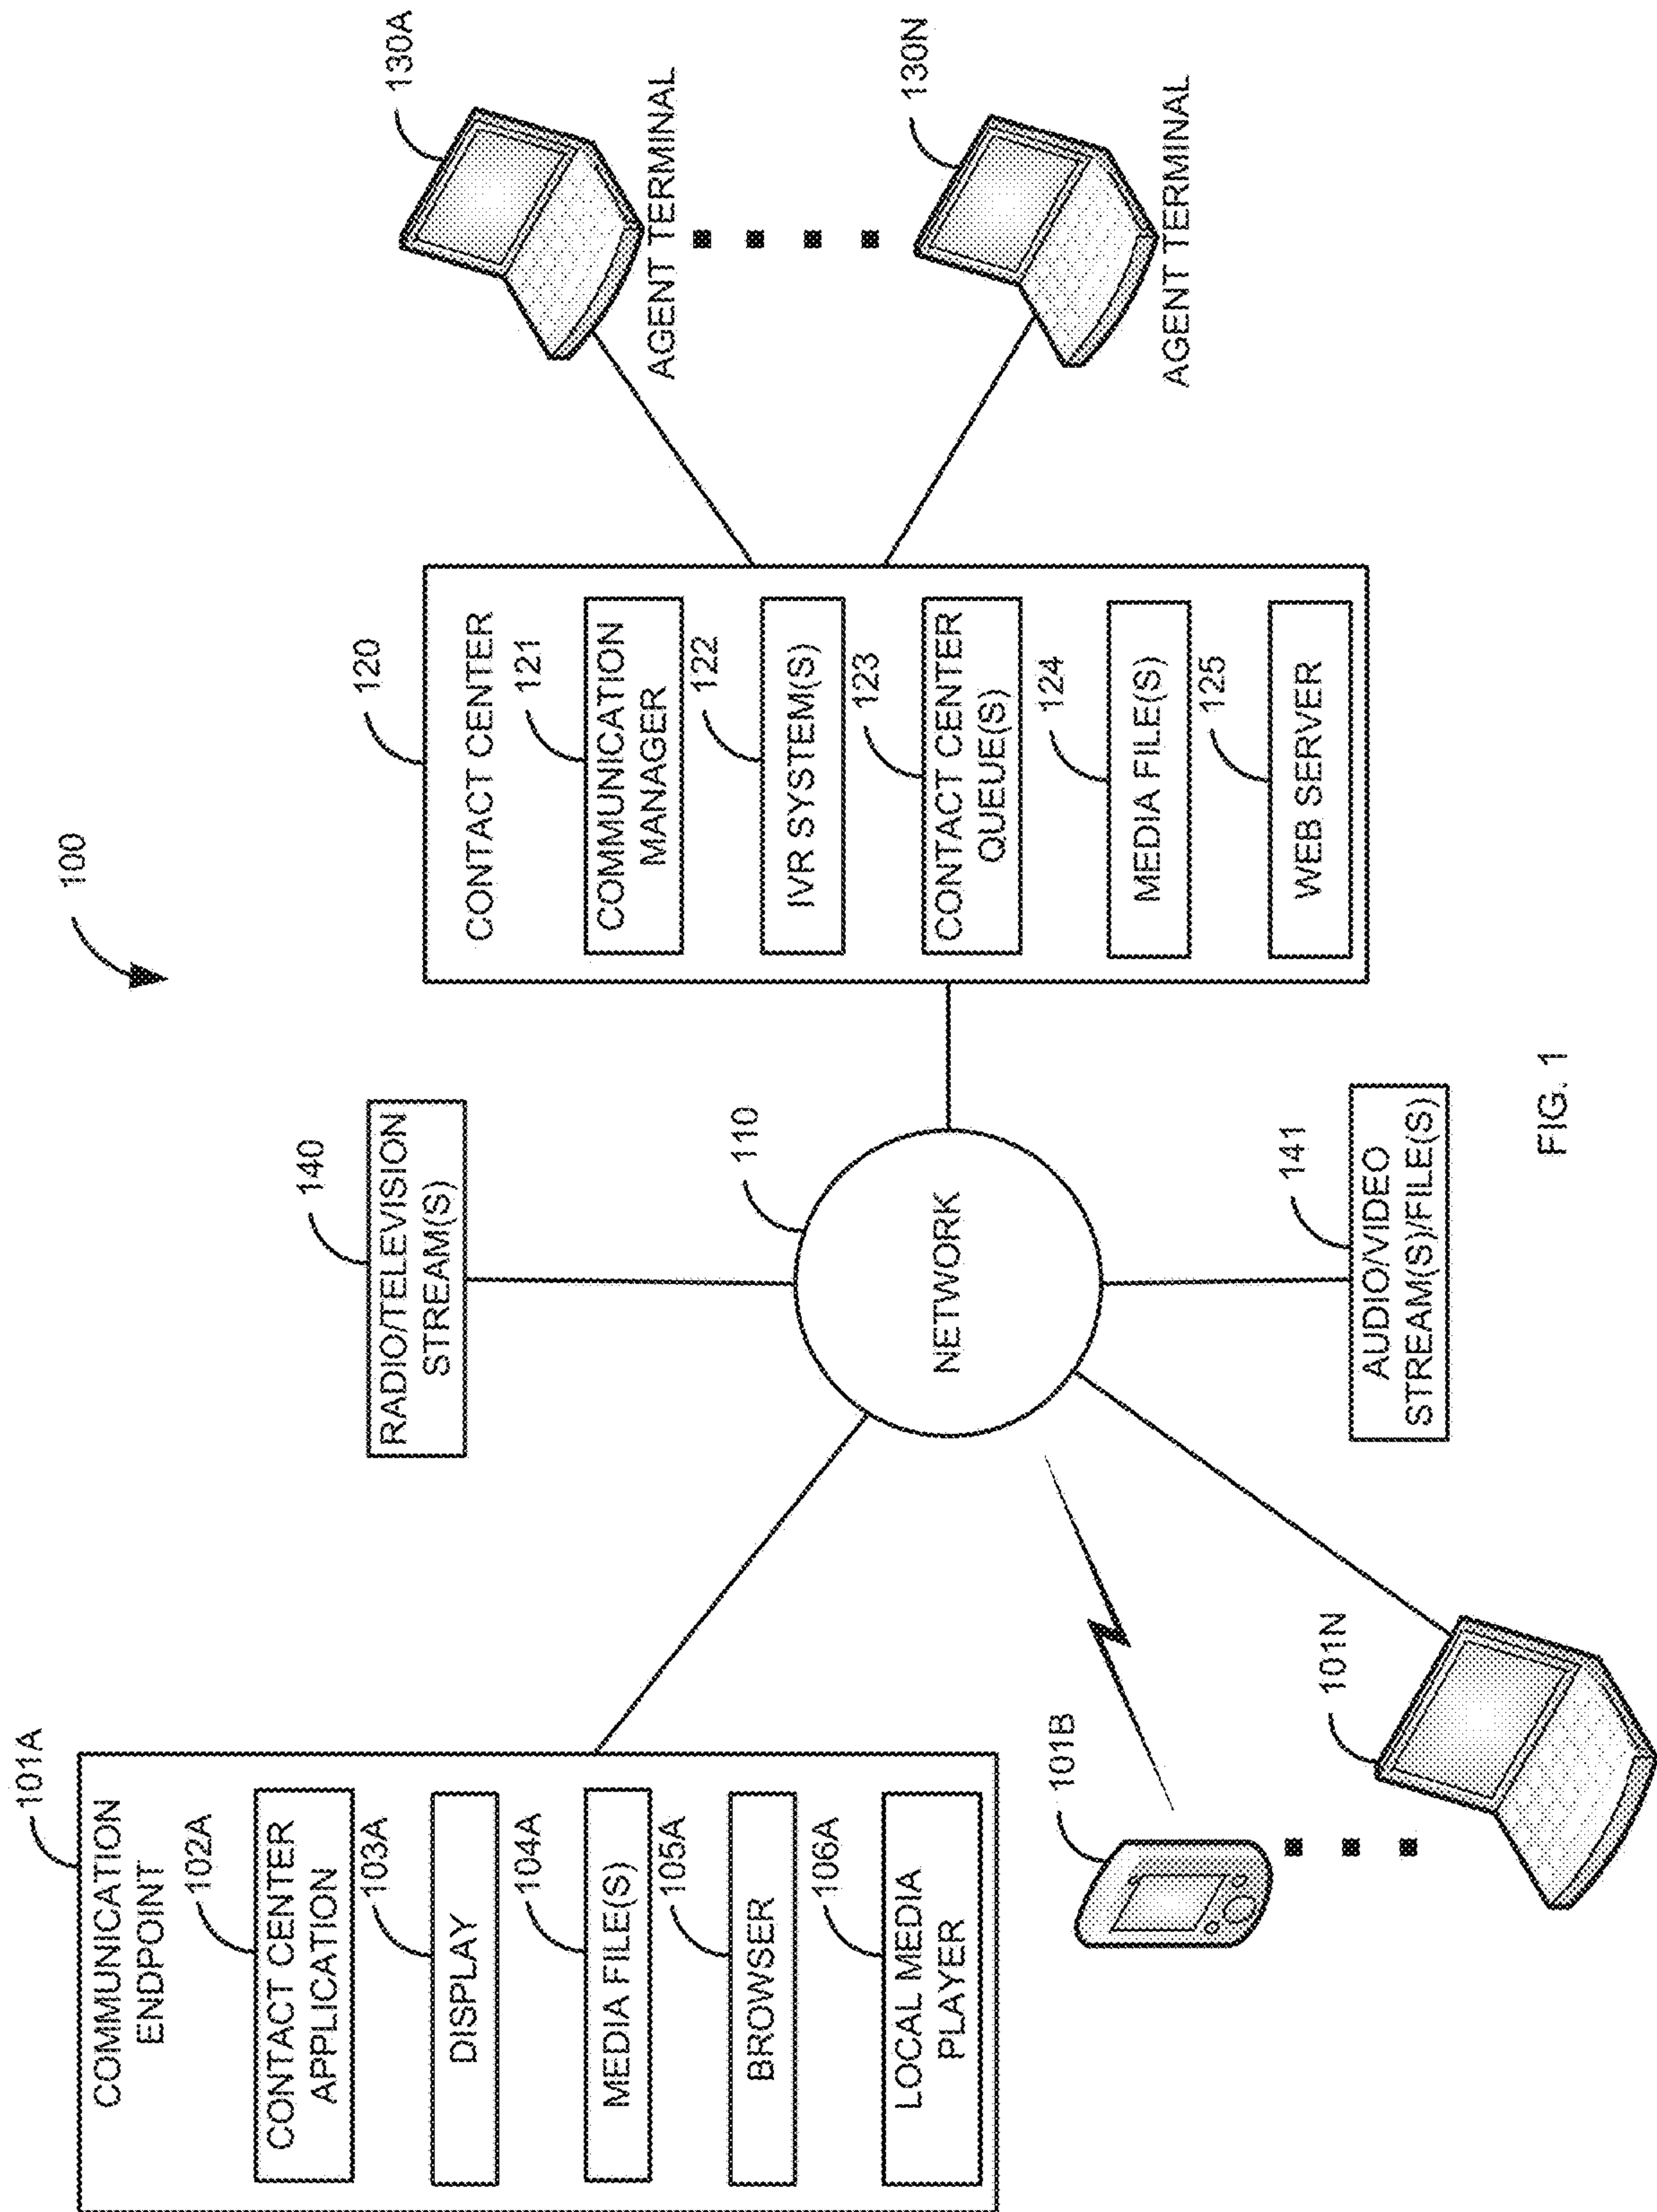 100
101A
COMMUNICATION
ENDPOINT
102A
CONTACT CENTER
APPLICATION
103A
DISPLAY
104A
MEDIA FILE(S)
105A
BROWSER
106A
LOCAL MEDIA
PLAYER
101B
101N
140
RADIO/TELEVISION
STREAM(S)
110
NETWORK
141
AUDIO/VIDEO
STREAM(S)/FILE(S)
120
CONTACT CENTER
121
COMMUNICATION
MANAGER
122
IVR SYSTEM(S)
123
CONTACT CENTER
QUEUE(S)
124
MEDIA FILE(S)
125
WEB SERVER
130A
AGENT TERMINAL
130N
AGENT TERMINAL
FIG. 1